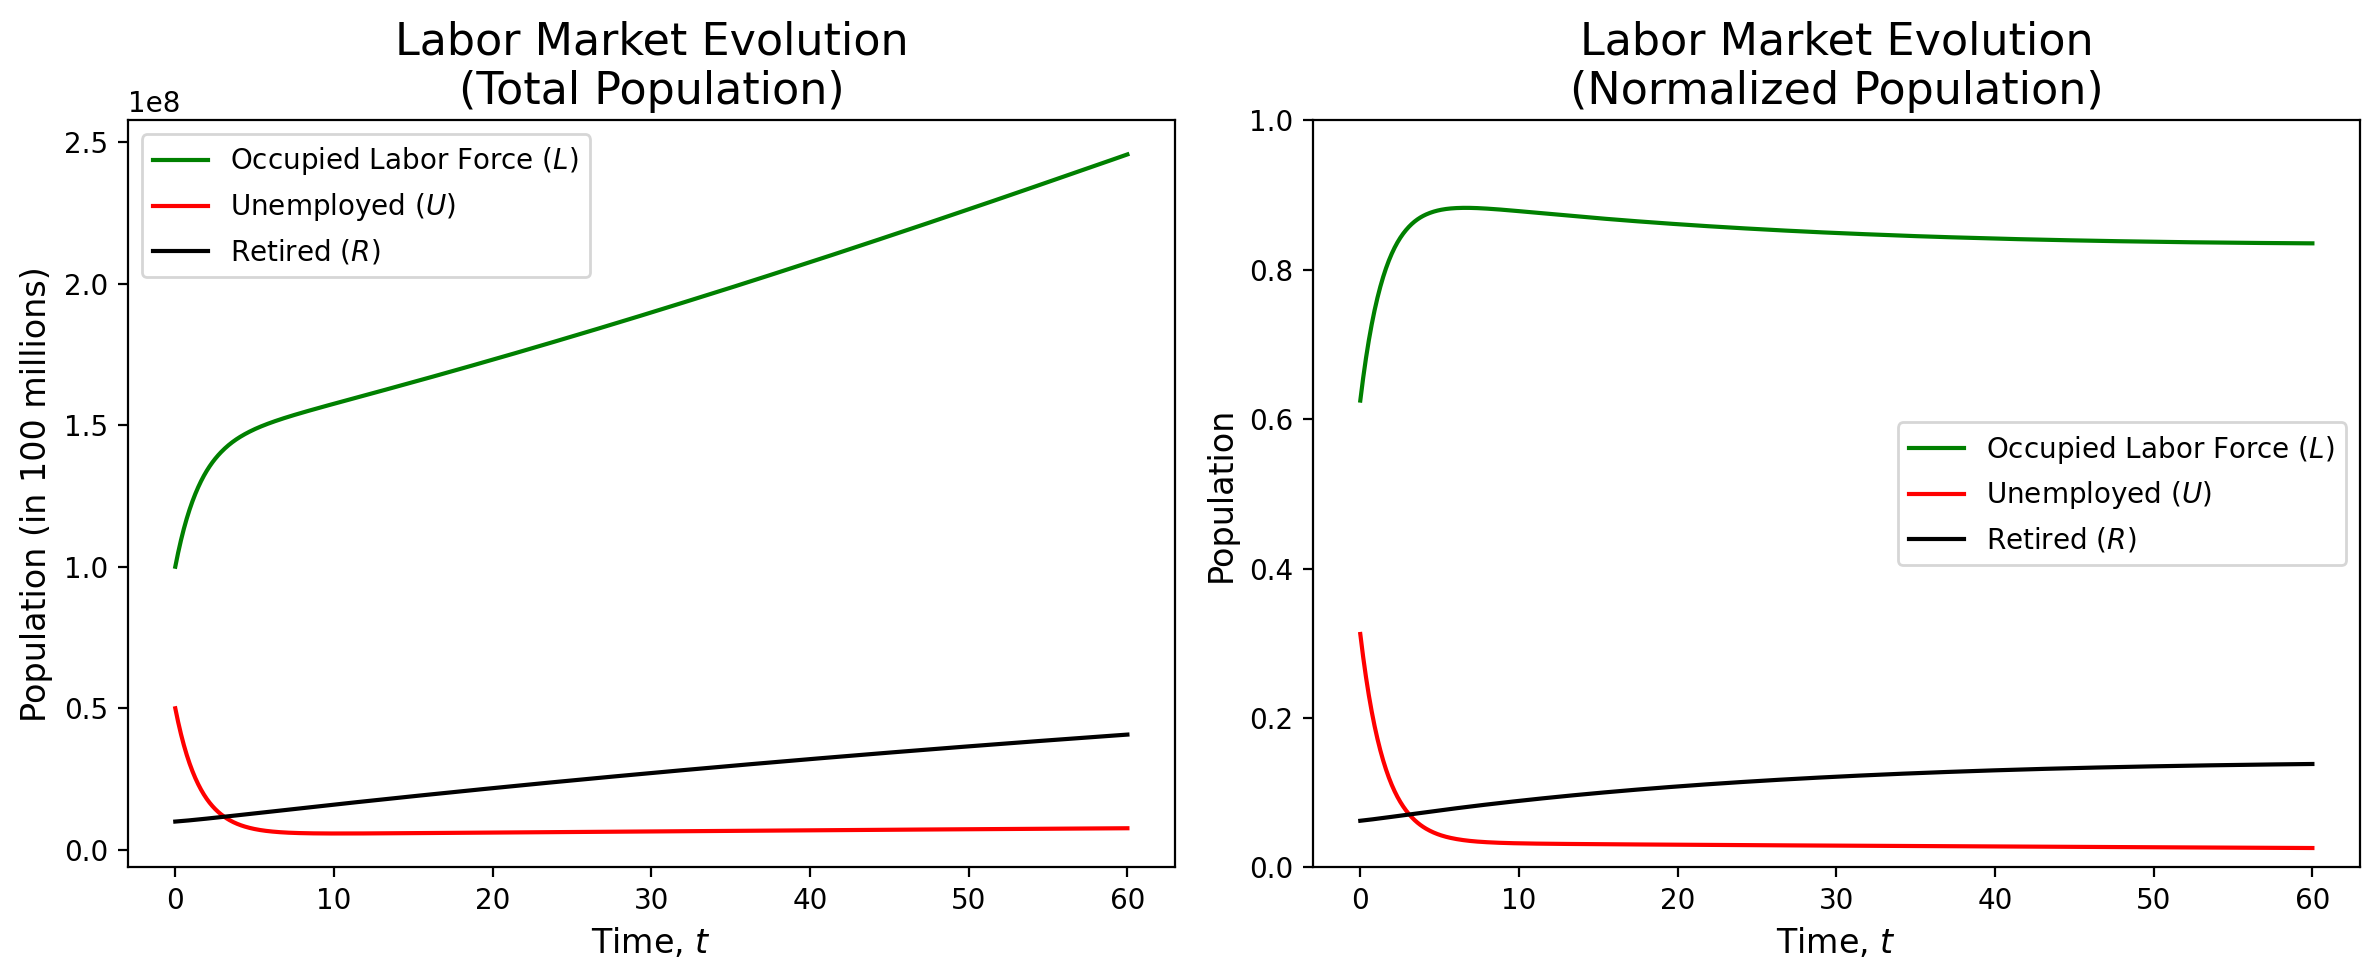 Labor Market Evolution
(Total Population)
1e8
2.5
2.0
1.5
1.0
0.5
0.0
Population (in 100 millions)
Occupied Labor Force (L)
Unemployed (U)
Retired (R)
0 10 20 30 40 50 60
Time, t
Labor Market Evolution
(Normalized Population)
1.0
0.8
0.6
0.4
0.2
0.0
Population
Occupied Labor Force (L)
Unemployed (U)
Retired (R)
0 10 20 30 40 50 60
Time, t